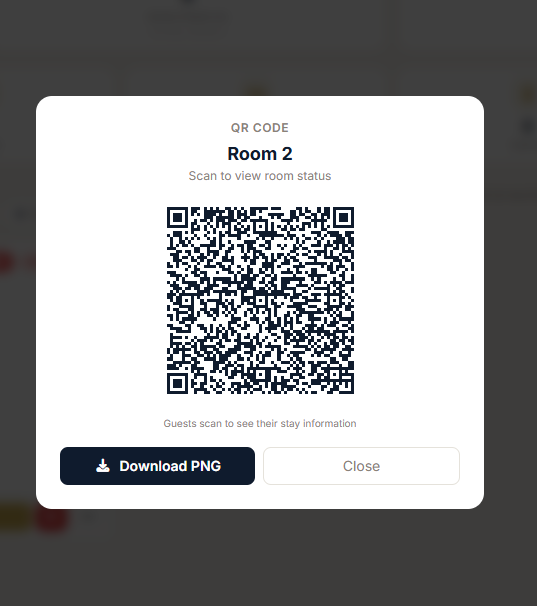 QR CODE
Room 2
Scan to view room status
Guests scan to see their stay information
Download PNG
Close